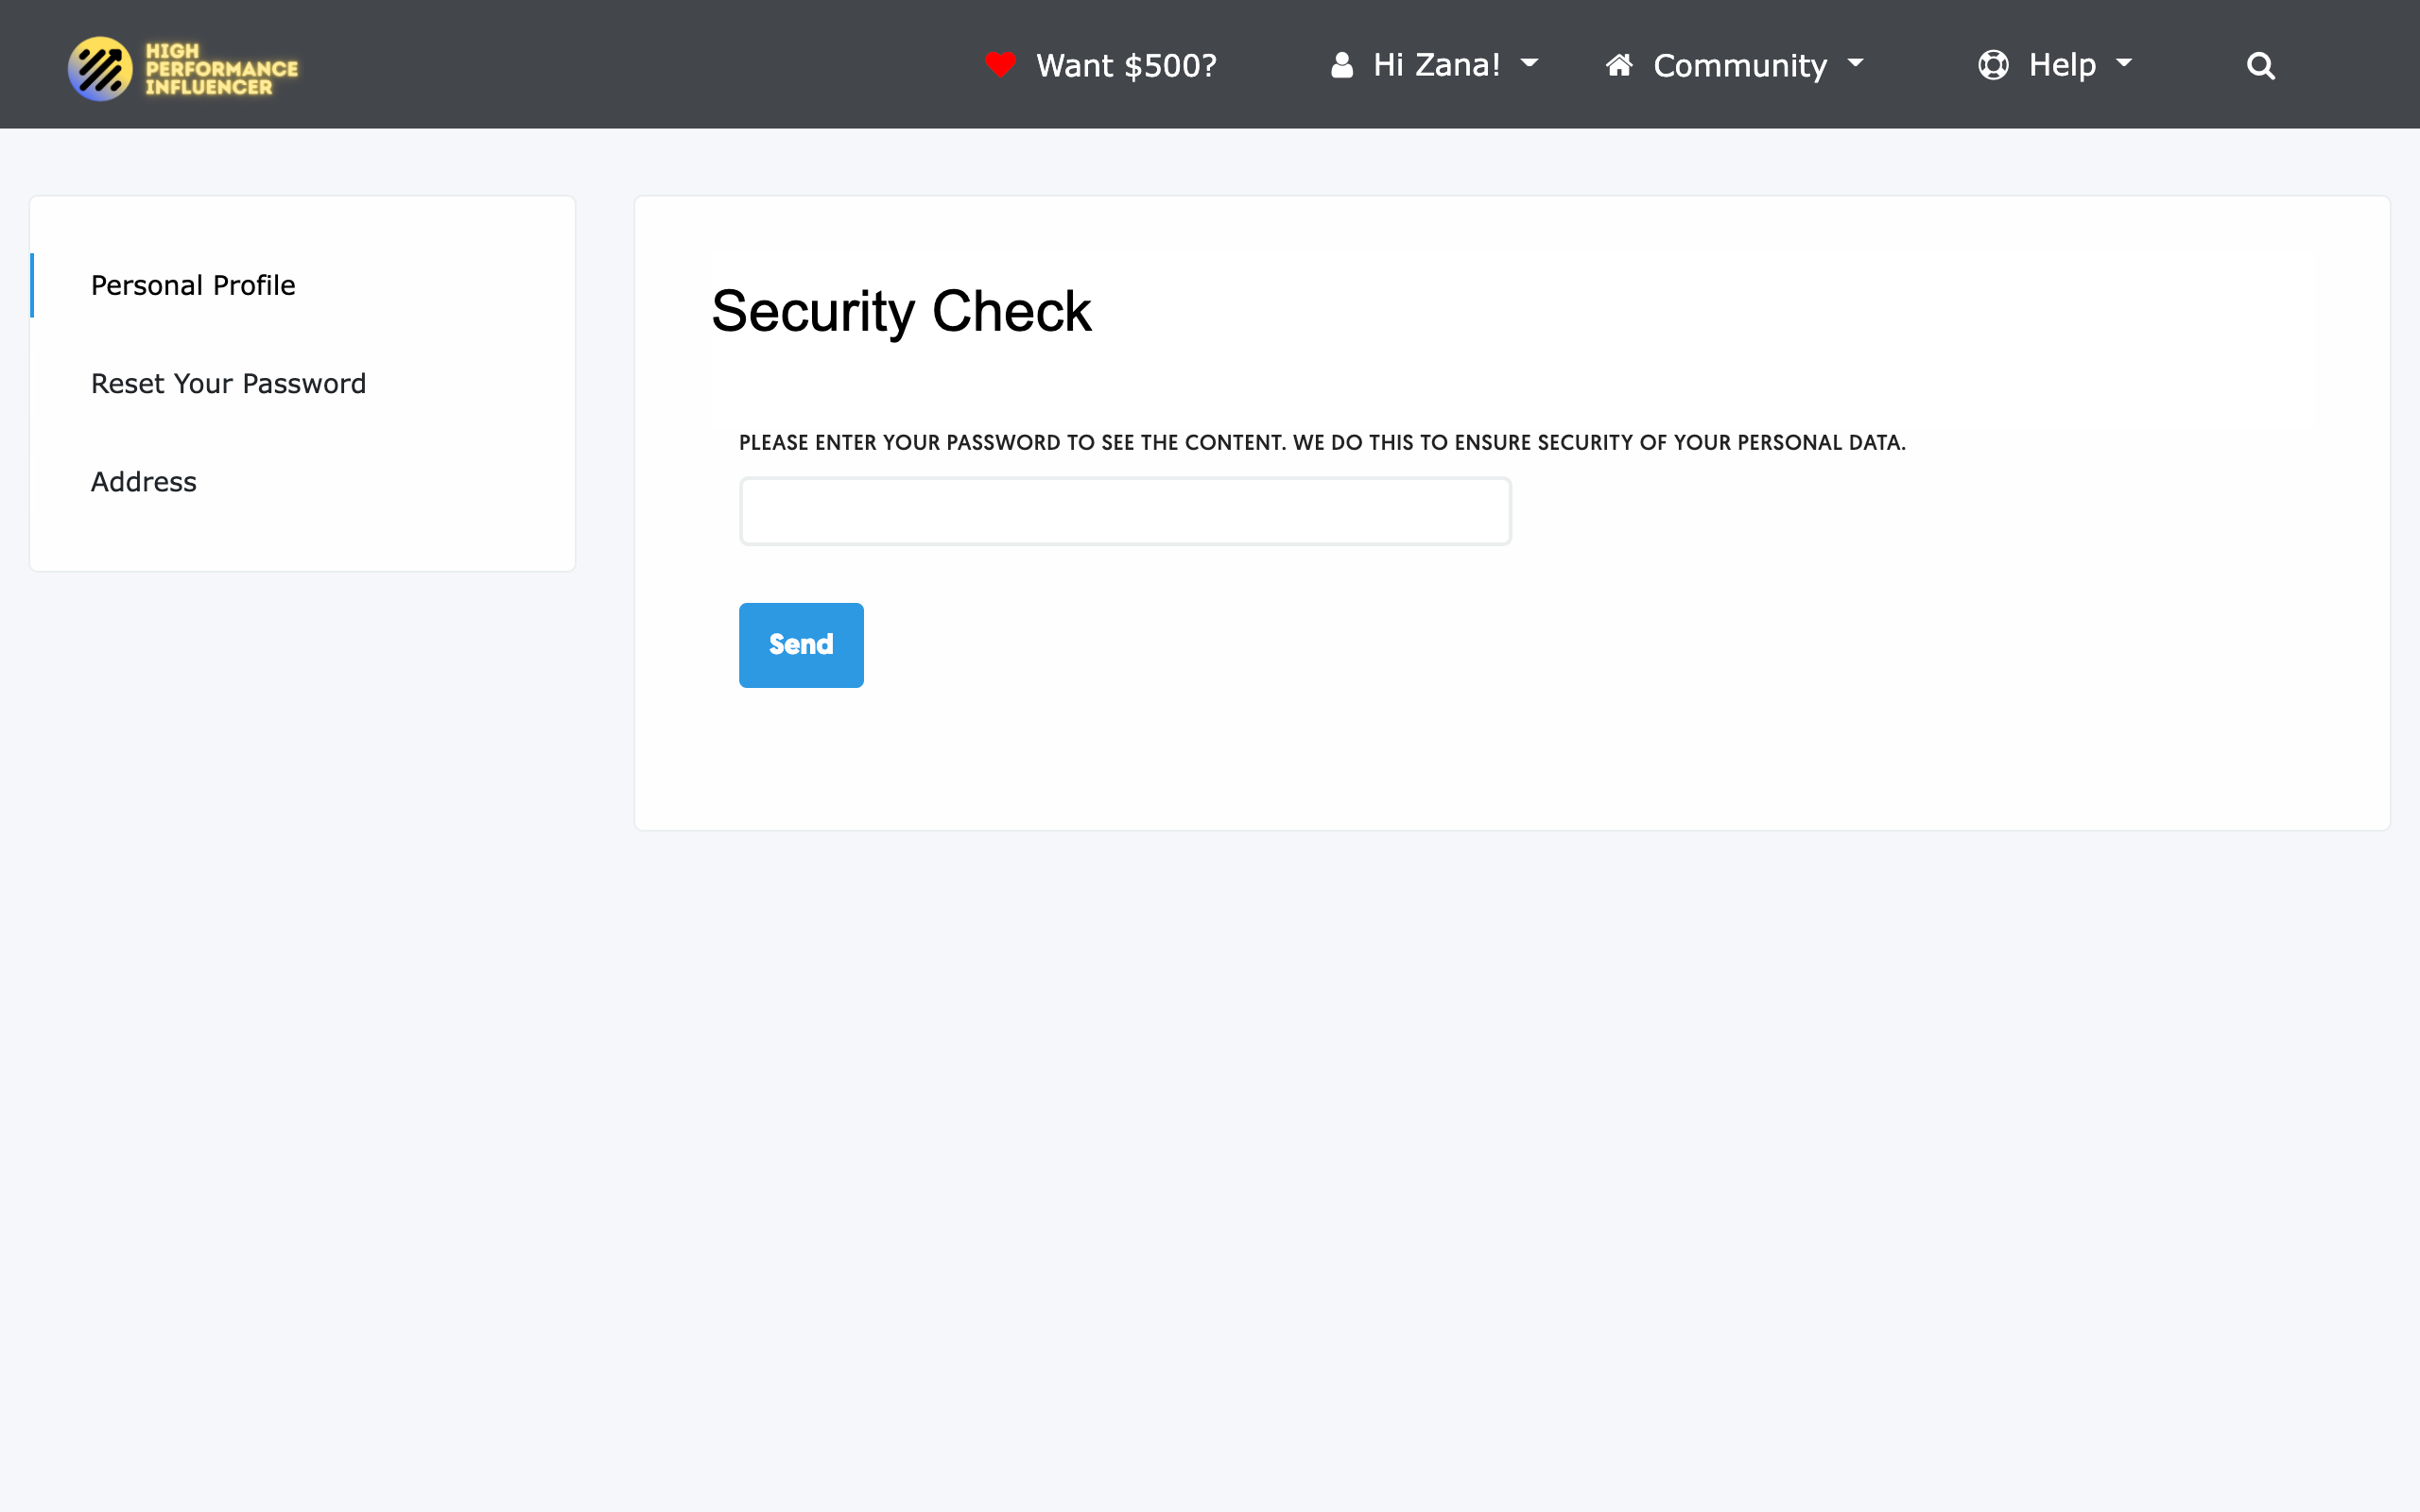 HIGH
PERFORMANCE
INFLUENCER
Want $500?
Hi Zana!
Community
Help
Personal Profile
Reset Your Password
Address
Security Check
PLEASE ENTER YOUR PASSWORD TO SEE THE CONTENT. WE DO THIS TO ENSURE SECURITY OF YOUR PERSONAL DATA.
Send